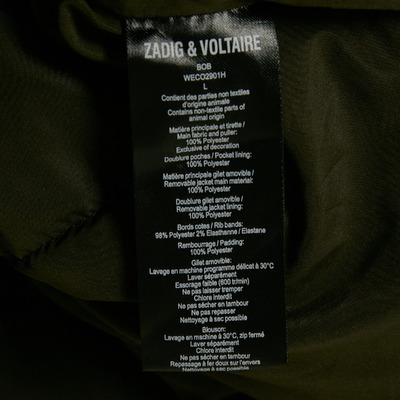 ZADIG & VOLTAIRE
BOB
WECO2901H
L
Contient des parties non textiles
d'origine animale
Contains non-textile parts of
animal origin
Matière principale et tirette /
Main fabric and puller:
100% Polyester
Exclusive of decoration
Doublure poches / Pocket lining:
100% Polyester
Matière principale gilet amovible /
Removable jacket main material:
100% Polyester
Doublure gilet amovible /
Removable jacket lining:
100% Polyester
Bords cotes / Rib bands:
98% Polyester 2% Elasthanne / Elastane
Rembourrage / Padding:
100% Polyester
Gilet amovible:
Lavage en machine programme délicat à 30°C
Laver séparément
Essorage faible (600 tr/min)
Ne pas laisser tremper
Chlore Interdit
Ne pas sécher en tambour
Ne pas repasser
Nettoyage à sec possible
Blouson:
Lavage en machine à 30°C, zip fermé
Laver séparément
Chlore interdit
Ne pas sécher en tambour
Repassage à fer doux sur l'envers
Nettoyage à sec possible